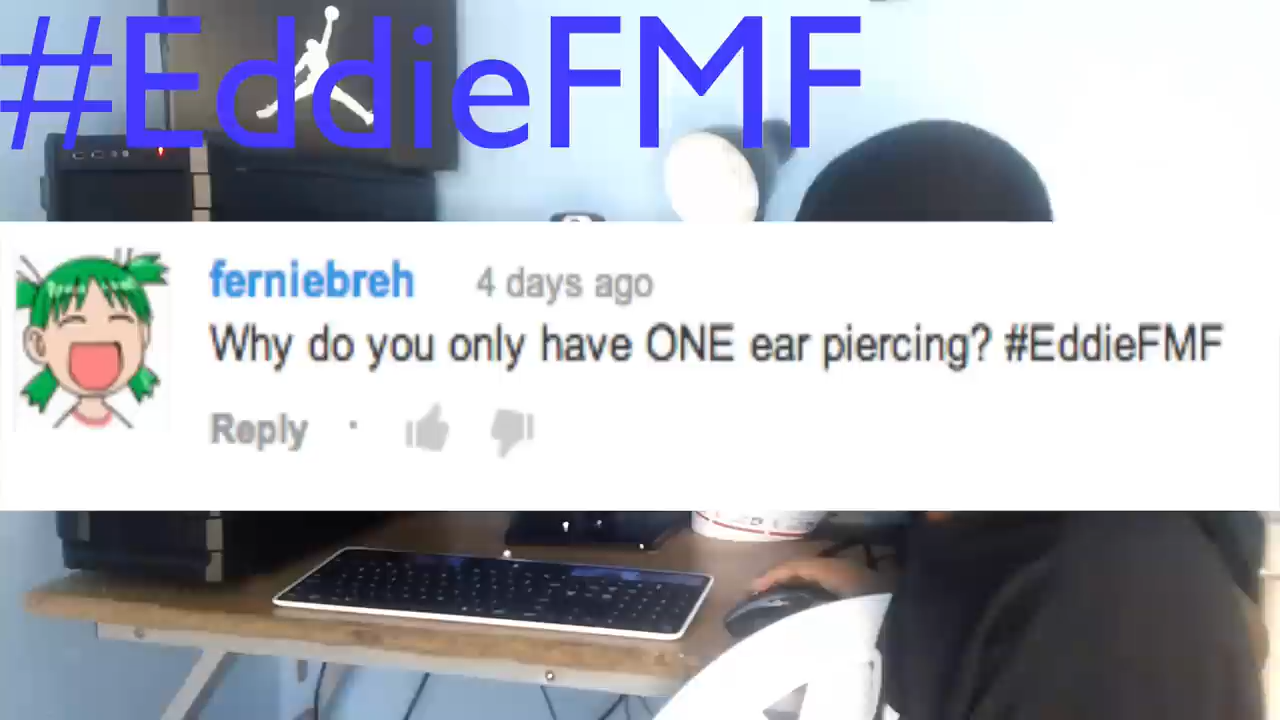 #EddieFMF
ferniebreh 4 days ago
Why do you only have ONE ear piercing? #EddieFMF
Reply